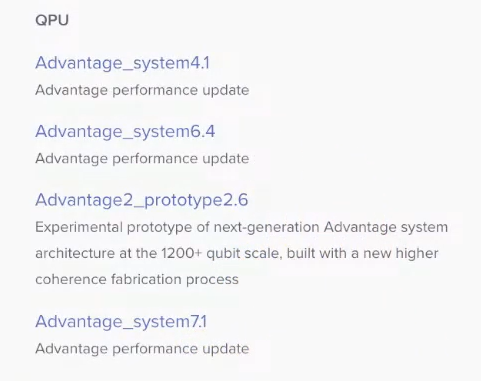 QPU
Advantage_system4.1
Advantage performance update
Advantage_system6.4
Advantage performance update
Advantage2_prototype2.6
Experimental prototype of next-generation Advantage system
architecture at the 1200+ qubit scale, built with a new higher
coherence fabrication process
Advantage_system7.1
Advantage performance update